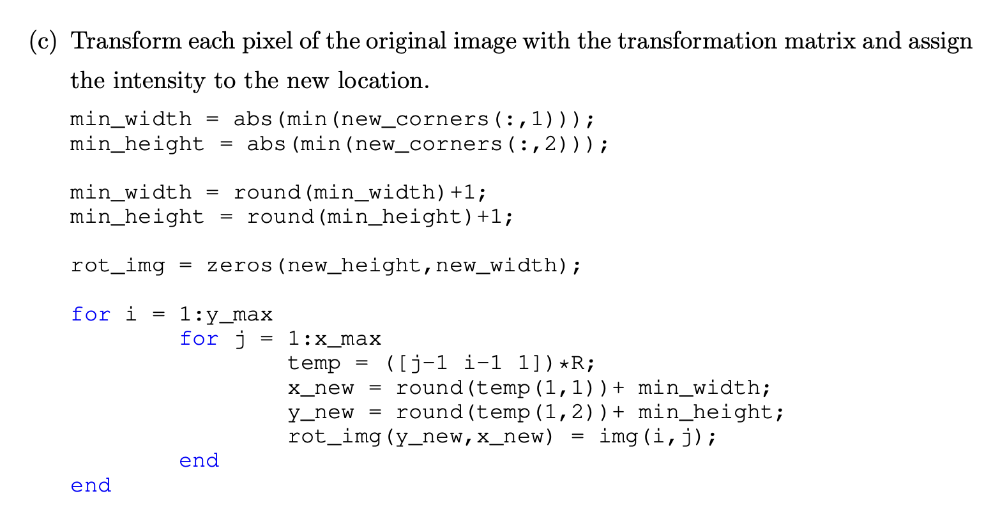 (c) Transform each pixel of the original image with the transformation matrix and assign
the intensity to the new location.
min_width = abs(min(new_corners(:,1)));
min_height = abs(min(new_corners(:,2)));
min_width = round(min_width)+1;
min_height = round(min_height)+1;
rot_img = zeros(new_height,new_width);
for i = 1:y_max
for j = 1:x_max
temp = ([j-1 i-1 1])*R;
x_new = round(temp(1,1))+ min_width;
y_new = round(temp(1,2))+ min_height;
rot_img(y_new,x_new) = img(i,j);
end
end